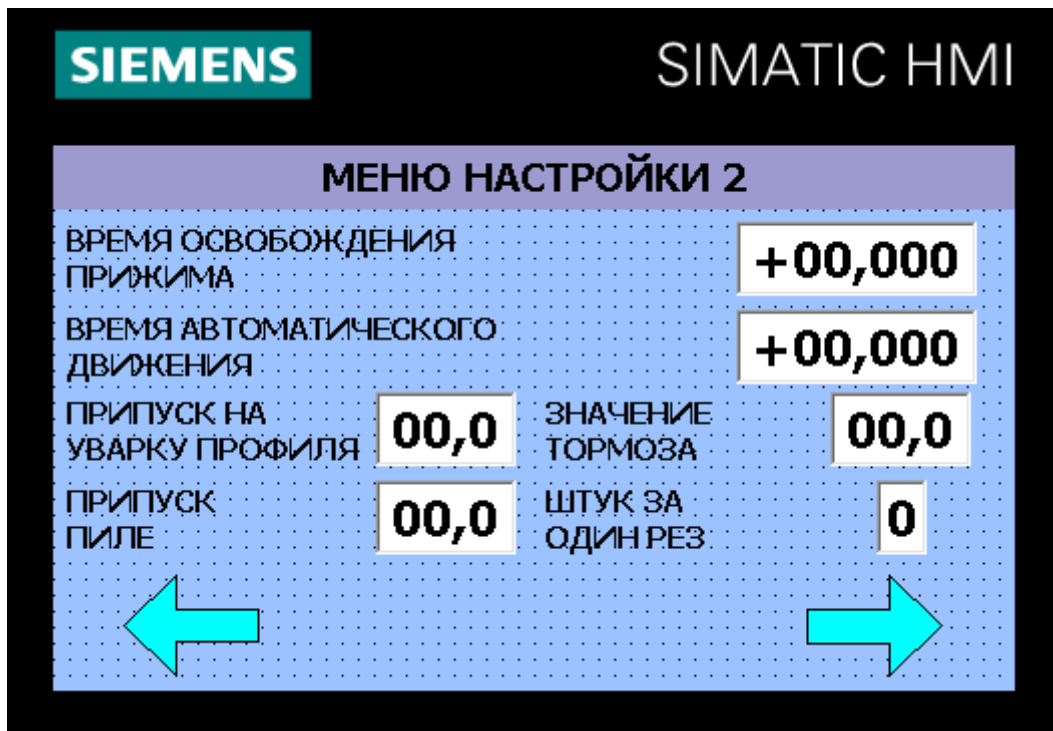 SIEMENS
SIMATIC HMI
МЕНЮ НАСТРОЙКИ 2
ВРЕМЯ ОСВОБОЖДЕНИЯ
ПРИЖИМА
+00,000
ВРЕМЯ АВТОМАТИЧЕСКОГО
ДВИЖЕНИЯ
+00,000
ПРИПУСК НА
УВАРКУ ПРОФИЛЯ
00,0
ЗНАЧЕНИЕ
ТОРМОЗА
00,0
ПРИПУСК
ПИЛЕ
00,0
ШТУК ЗА
ОДИН РЕЗ
0